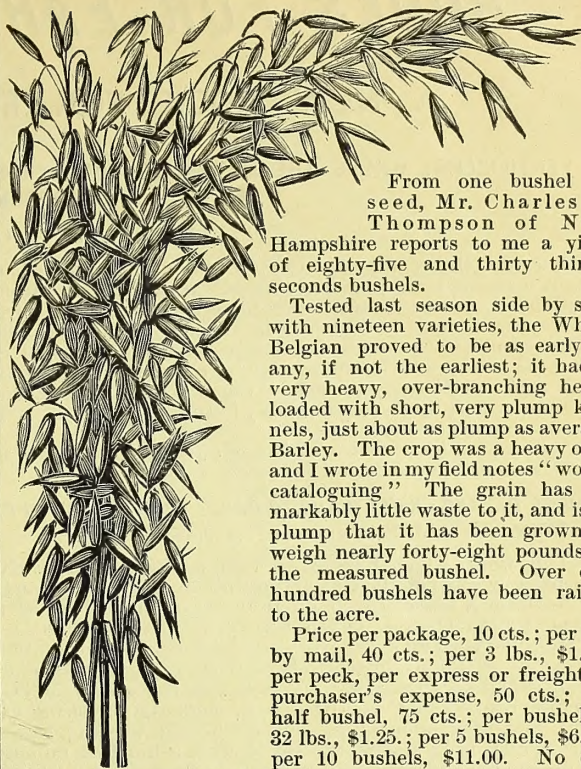 From one bushel
seed, Mr. Charles
Thompson of N
Hampshire reports to me a yi
of eighty-five and thirty thir
seconds bushels.
Tested last season side by s
with nineteen varieties, the Wh
Belgian proved to be as early
any, if not the earliest; it had
very heavy, over-branching he
loaded with short, very plump k
nels, just about as plump as aver
Barley. The crop was a heavy o
and I wrote in my field notes “ wo
cataloguing ” The grain has
markably little waste to it, and is
plump that it has been grown
weigh nearly forty-eight pounds
the measured bushel. Over
hundred bushels have been rai
to the acre.
Price per package, 10 cts.; per
by mail, 40 cts.; per 3 lbs., $1.
per peck, per express or freight
purchaser's expense, 50 cts.;
half bushel, 75 cts.; per bushel
32 lbs., $1.25.; per 5 bushels, $6.
per 10 bushels, $11.00. No